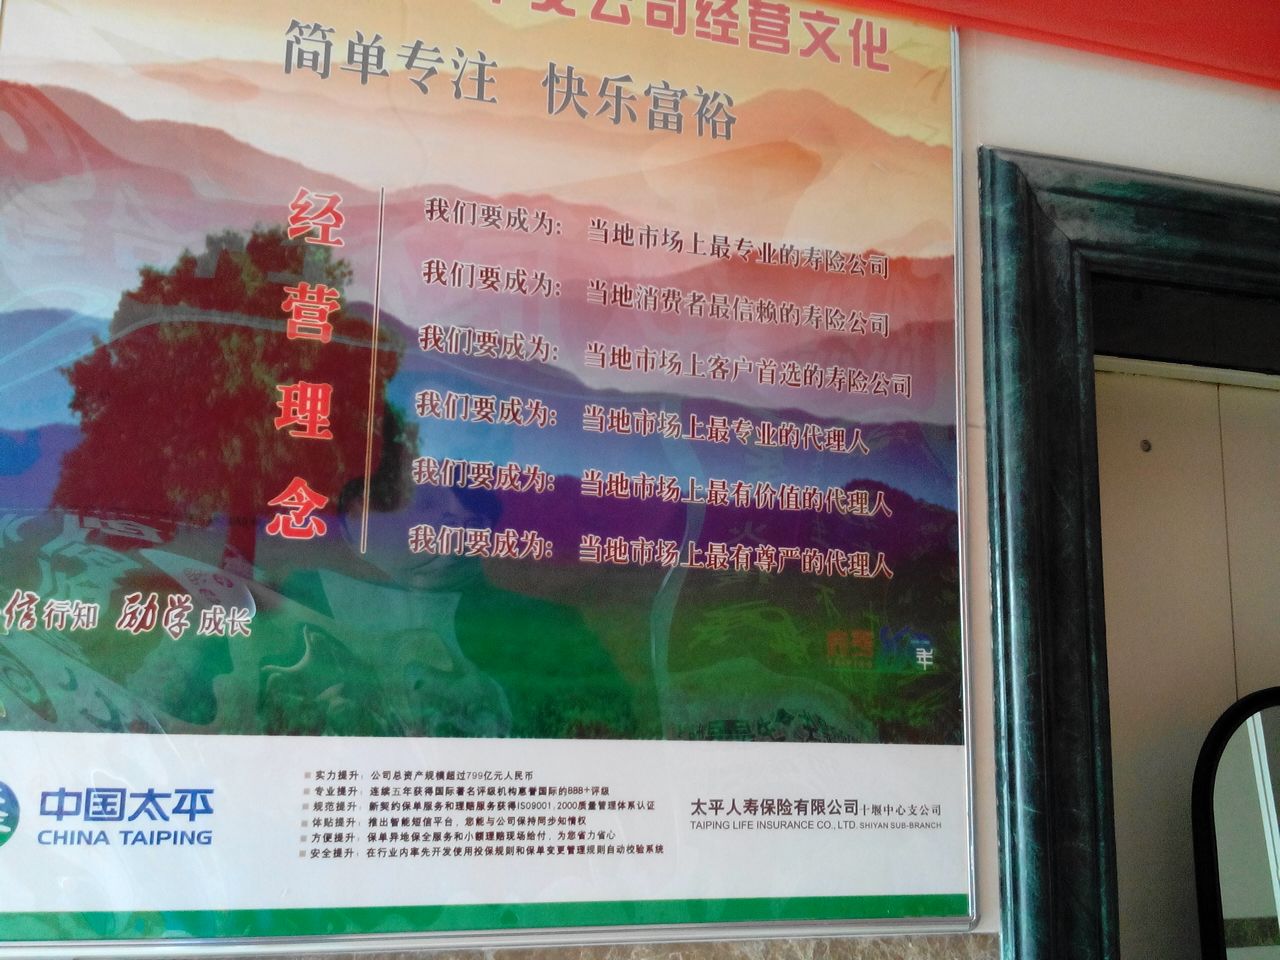 支公司经营文化
简单专注 快乐富裕
经营理念
我们要成为: 当地市场上最专业的寿险公司
我们要成为: 当地消费者最信赖的寿险公司
我们要成为: 当地市场上客户首选的寿险公司
我们要成为: 当地市场上最专业的代理人
我们要成为: 当地市场上最有价值的代理人
我们要成为: 当地市场上最有尊严的代理人
信行知 励学成长
中国太平
CHINA TAIPING
实力提升: 公司总资产规模超过799亿元人民币
专业提升: 连续五年获得国际著名评级机构惠誉国际的BBB+评级
规范提升: 新契约保单服务和理赔服务获得ISO9001,2000质量管理体系认证
体贴提升: 推出智能短信平台, 您能与公司保持同步知情权
方便提升: 保单异地保全服务和小额理赔现场给付, 为您省力省心
安全提升: 在行业内率先开发使用投保规则和保单变更管理规则自动校验系统
太平人寿保险有限公司十堰中心支公司
TAIPING LIFE INSURANCE CO., LTD. SHIYAN SUB-BRANCH